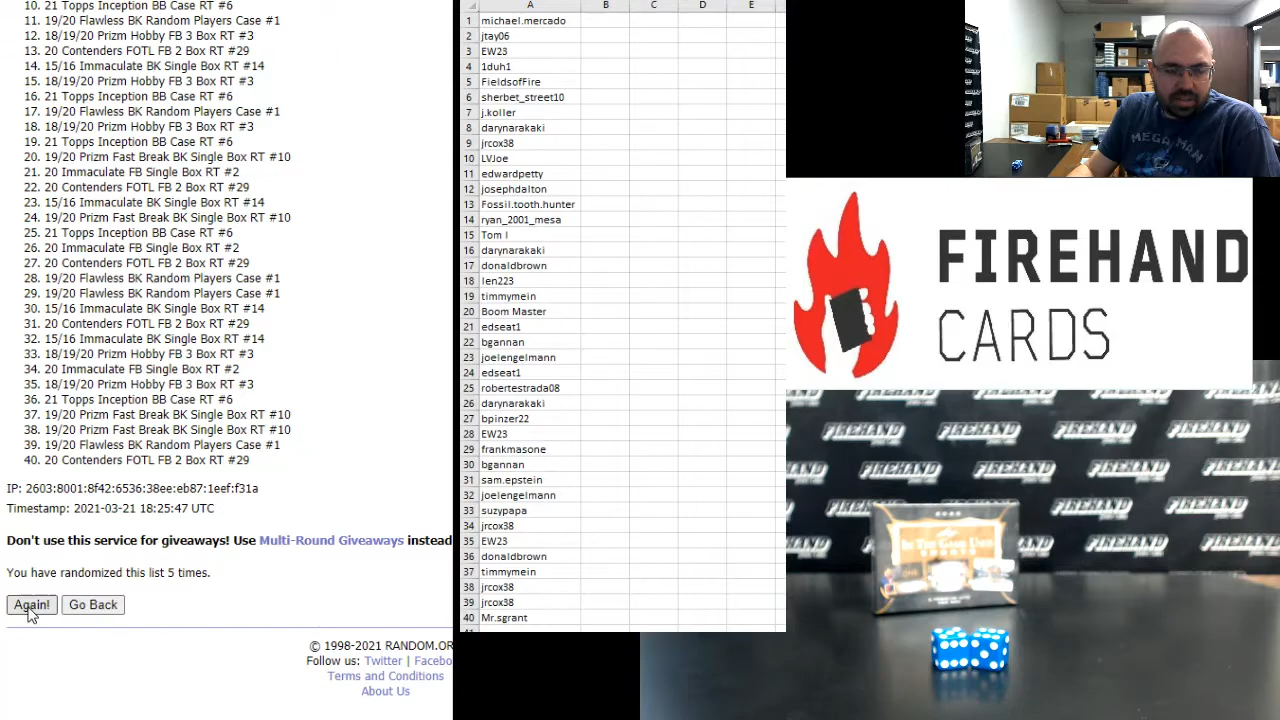 10. 21 Topps Inception BB Case RT #6
11. 19/20 Flawless BK Random Players Case #1
12. 18/19/20 Prizm Hobby FB 3 Box RT #3
13. 20 Contenders FOTL FB 2 Box RT #29
14. 15/16 Immaculate BK Single Box RT #14
15. 18/19/20 Prizm Hobby FB 3 Box RT #3
16. 21 Topps Inception BB Case RT #6
17. 19/20 Flawless BK Random Players Case #1
18. 18/19/20 Prizm Hobby FB 3 Box RT #3
19. 21 Topps Inception BB Case RT #6
20. 19/20 Prizm Fast Break BK Single Box RT #10
21. 20 Immaculate FB Single Box RT #2
22. 20 Contenders FOTL FB 2 Box RT #29
23. 15/16 Immaculate BK Single Box RT #14
24. 19/20 Prizm Fast Break BK Single Box RT #10
25. 21 Topps Inception BB Case RT #6
26. 20 Immaculate FB Single Box RT #2
27. 20 Contenders FOTL FB 2 Box RT #29
28. 19/20 Flawless BK Random Players Case #1
29. 19/20 Flawless BK Random Players Case #1
30. 15/16 Immaculate BK Single Box RT #14
31. 20 Contenders FOTL FB 2 Box RT #29
32. 15/16 Immaculate BK Single Box RT #14
33. 18/19/20 Prizm Hobby FB 3 Box RT #3
34. 20 Immaculate FB Single Box RT #2
35. 18/19/20 Prizm Hobby FB 3 Box RT #3
36. 21 Topps Inception BB Case RT #6
37. 19/20 Prizm Fast Break BK Single Box RT #10
38. 19/20 Prizm Fast Break BK Single Box RT #10
39. 19/20 Flawless BK Random Players Case #1
40. 20 Contenders FOTL FB 2 Box RT #29
IP: 2603:8001:8f42:6536:38ee:eb87:1eef:f31a
Timestamp: 2021-03-21 18:25:47 UTC
Don't use this service for giveaways! Use Multi-Round Giveaways instead
You have randomized this list 5 times.
Again! Go Back
© 1998-2021 RANDOM.OR
Follow us: Twitter | Facebo
Terms and Conditions
About Us
A B C D E
1 michael.mercado
2 jtay06
3 EW23
4 1duh1
5 FieldsofFire
6 sherbet_street10
7 j.koller
8 darynarakaki
9 jrcox38
10 LVJoe
11 edwardpetty
12 josephdalton
13 Fossil.tooth.hunter
14 ryan_2001_mesa
15 Tom I
16 darynarakaki
17 donaldbrown
18 len223
19 timmymein
20 Boom Master
21 edseat1
22 bgannan
23 joelengelmann
24 edseat1
25 robertestrada08
26 darynarakaki
27 bpinzer22
28 EW23
29 frankmasone
30 bgannan
31 sam.epstein
32 joelengelmann
33 suzypapa
34 jrcox38
35 EW23
36 donaldbrown
37 timmymein
38 jrcox38
39 jrcox38
40 Mr.sgrant
MEGA MAN
FIREHAND
CARDS
FIREHAND
FIREHAND
FIREHAND
FIREHAND
IN THE GAME USED
SPORTS